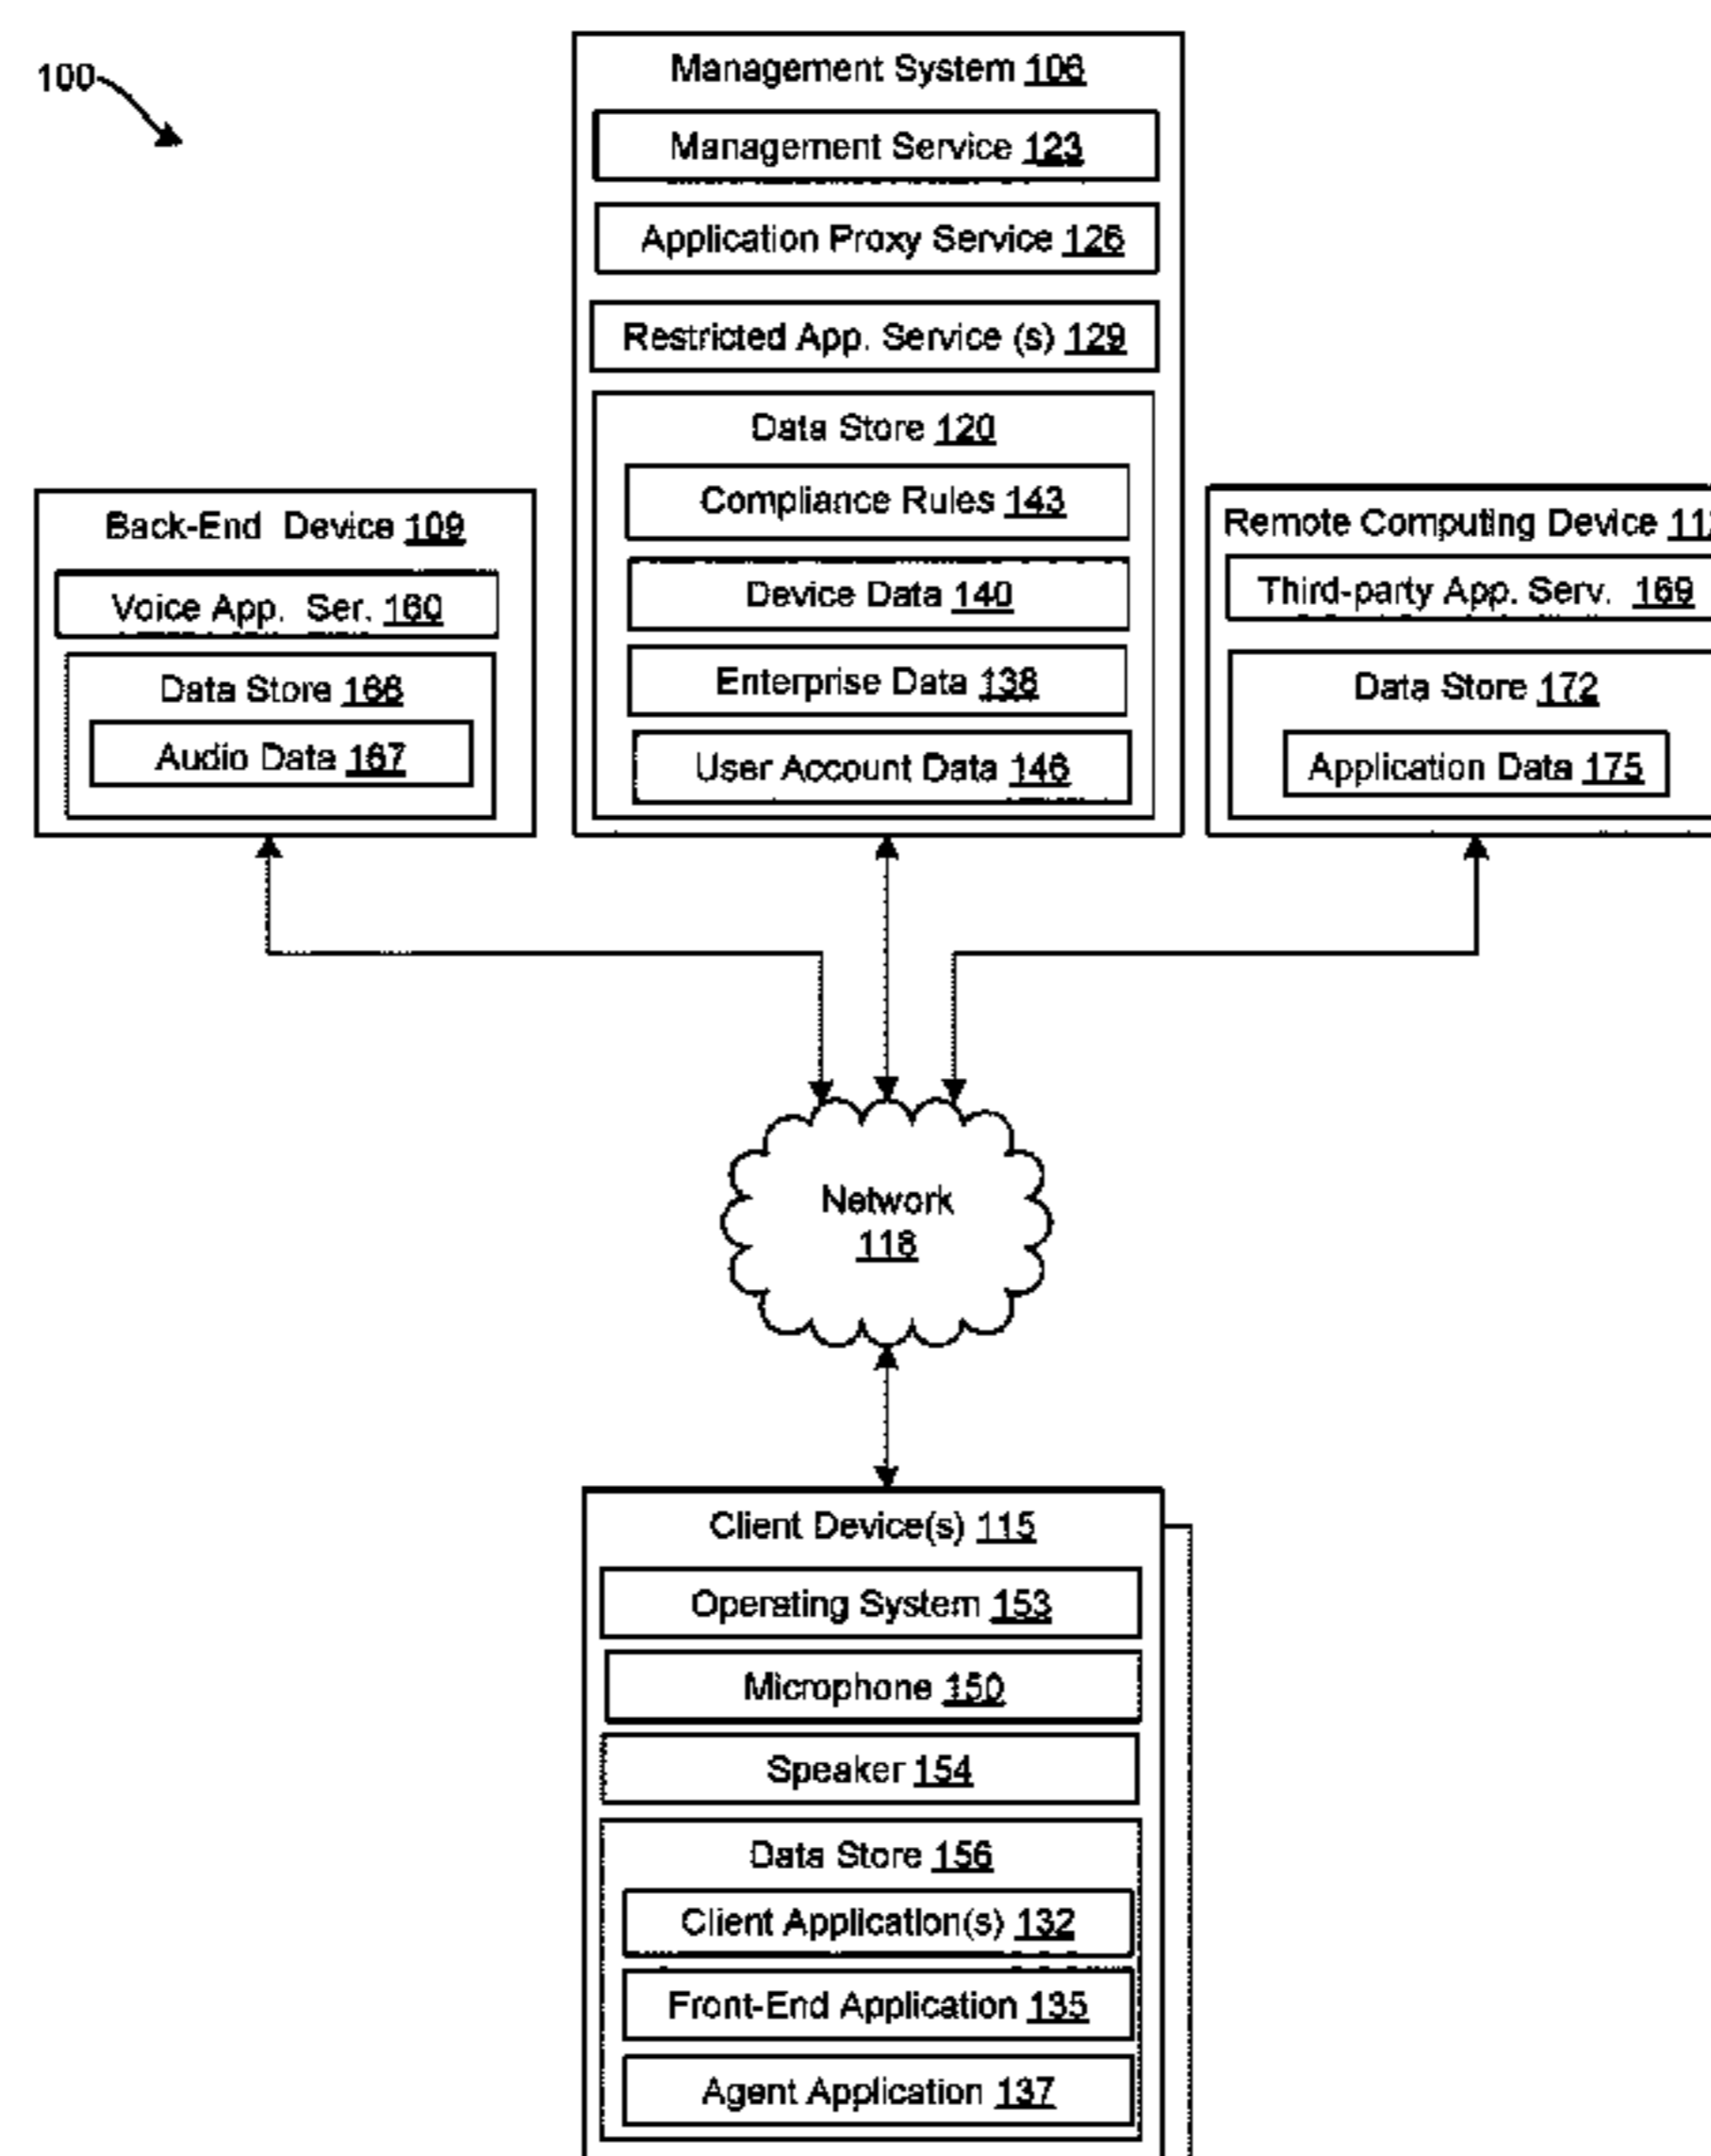 100
Management System 106
Management Service 123
Application Proxy Service 126
Restricted App. Service (s) 129
Data Store 120
Compliance Rules 143
Device Data 140
Enterprise Data 138
User Account Data 146
Back-End Device 109
Voice App. Ser. 160
Data Store 166
Audio Data 167
Remote Computing Device
Third-party App. Serv. 169
Data Store 172
Application Data 175
Network
118
Client Device(s) 115
Operating System 153
Microphone 150
Speaker 154
Data Store 156
Client Application(s) 132
Front-End Application 135
Agent Application 137